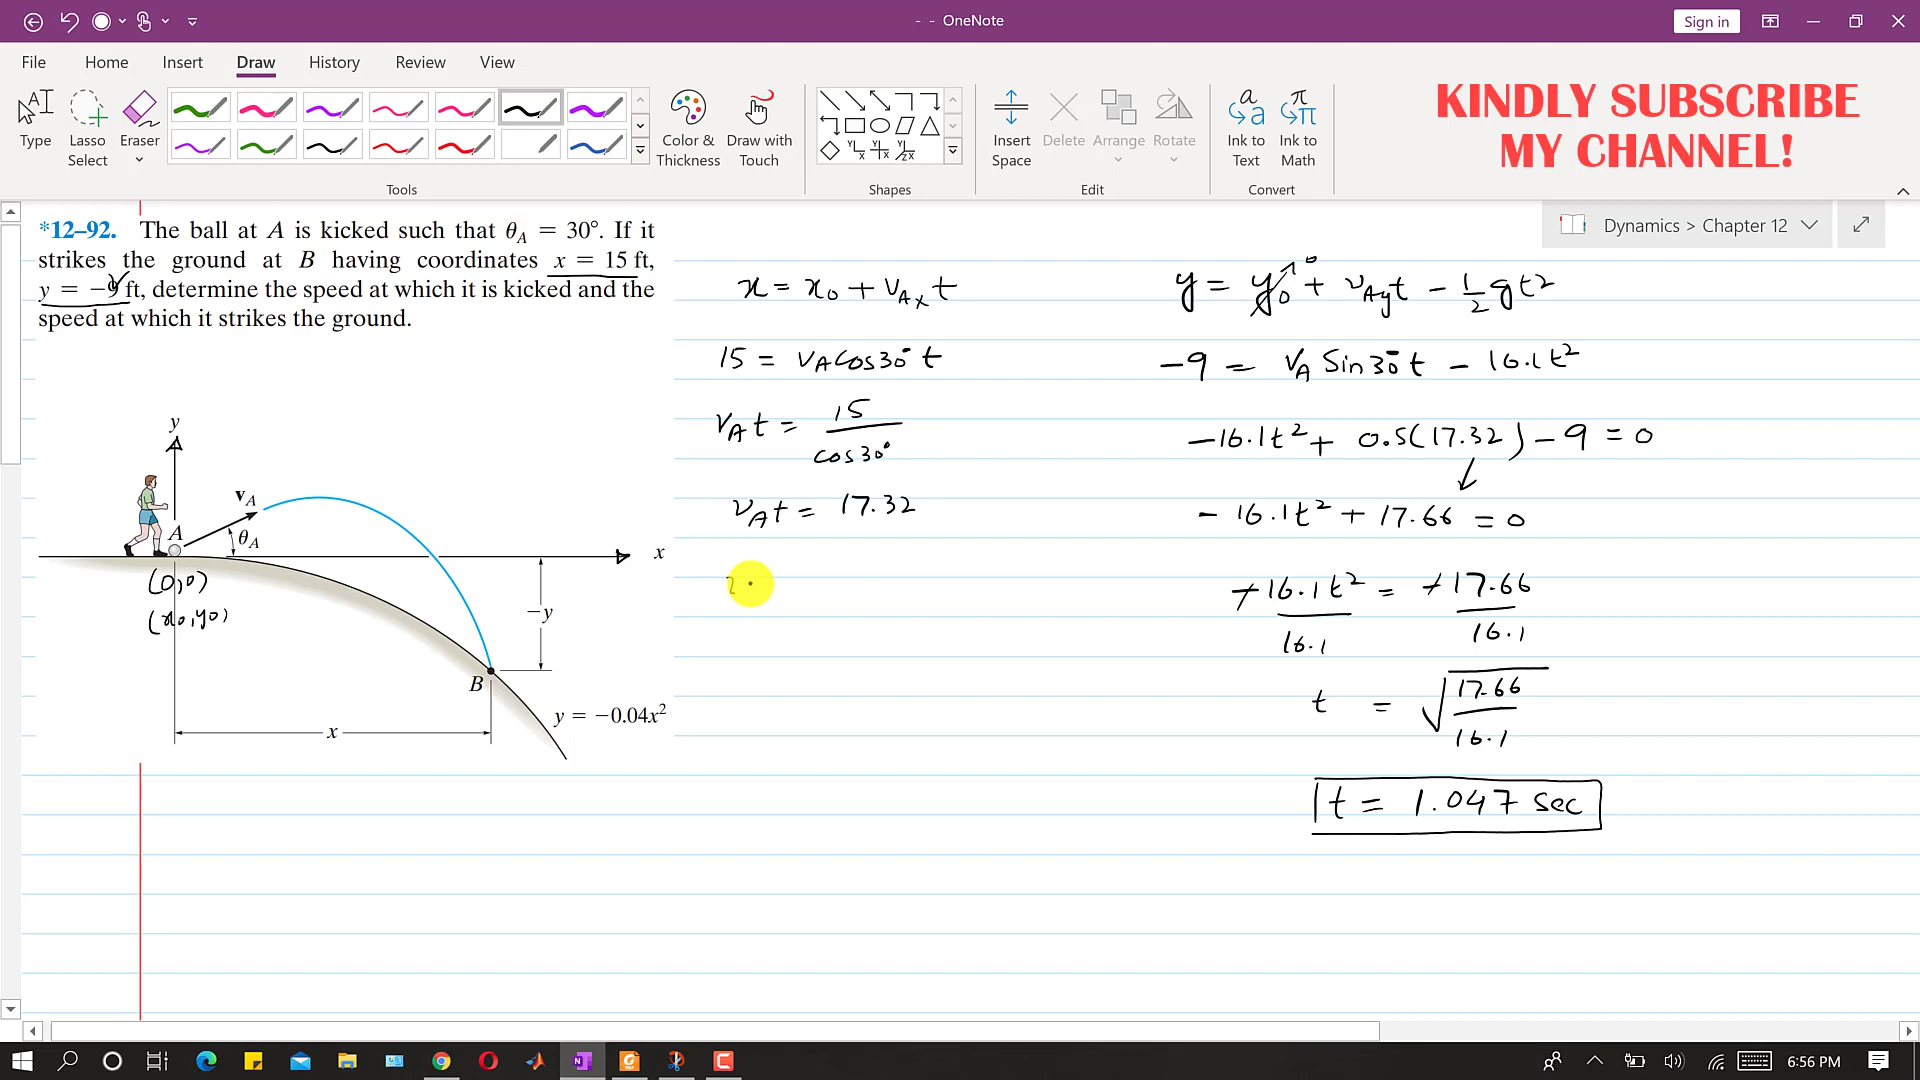 - - OneNote
Sign in
File Home Insert Draw History Review View
KINDLY SUBSCRIBE
MY CHANNEL!
Type Lasso Select Eraser Color & Thickness Draw with Touch Insert Space Delete Arrange Rotate Ink to Text Ink to Math
Tools Shapes Edit Convert
Dynamics > Chapter 12
*12–92. The ball at A is kicked such that θA = 30°. If it
strikes the ground at B having coordinates x = 15 ft,
y = −9 ft, determine the speed at which it is kicked and the
speed at which it strikes the ground.
y
vA
A
θA
x
(0,0)
(x0,y0)
−y
B
y = −0.04x²
x
x = x0 + vAx t
15 = vA cos30° t
vA t = 15 / cos30°
vA t = 17.32
y = y0 + vAy t − 1/2 g t²
0
−9 = vA Sin30° t − 16.1t²
−16.1t² + 0.5(17.32) − 9 = 0
−16.1t² + 17.66 = 0
−16.1t² / 16.1 = −17.66 / 16.1
t = √(17.66 / 16.1)
t = 1.047 sec
6:56 PM